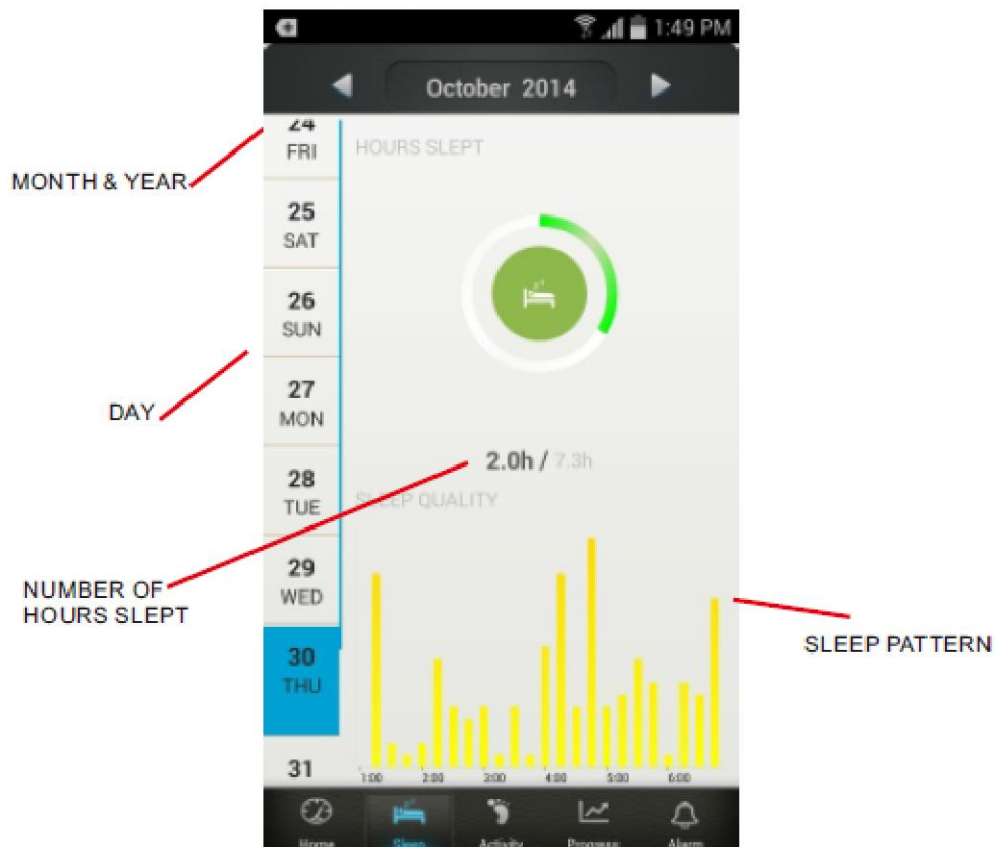 1:49 PM
October 2014
24
FRI
HOURS SLEPT
MONTH & YEAR
25
SAT
26
SUN
27
MON
DAY
2.0h / 7.3h
28
TUE
SLEEP QUALITY
29
WED
NUMBER OF
HOURS SLEPT
30
THU
SLEEP PATTERN
31
1:00 2:00 3:00 4:00 5:00 6:00
Home Sleep Activity Progress Alarm